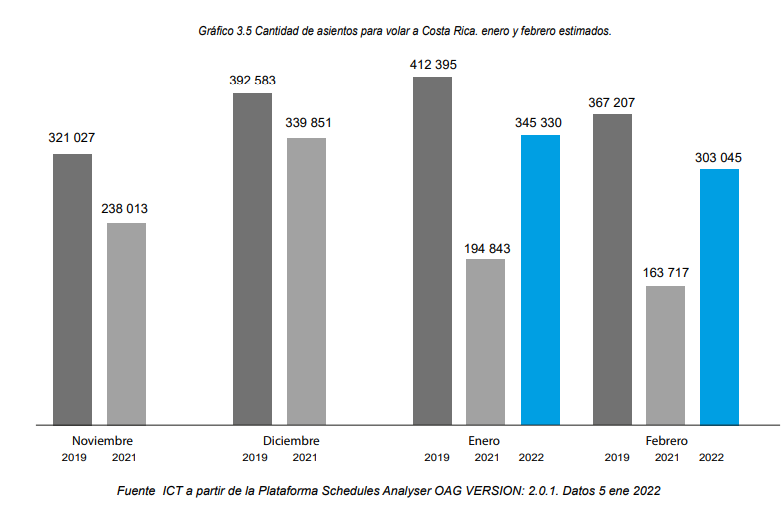 Gráfico 3.5 Cantidad de asientos para volar a Costa Rica. enero y febrero estimados.
412 395
392 583
367 207
339 851
345 330
321 027
303 045
238 013
194 843
163 717
Noviembre Diciembre Enero Febrero
2019 2021 2019 2021 2019 2021 2022 2019 2021 2022
Fuente ICT a partir de la Plataforma Schedules Analyser OAG VERSION: 2.0.1. Datos 5 ene 2022